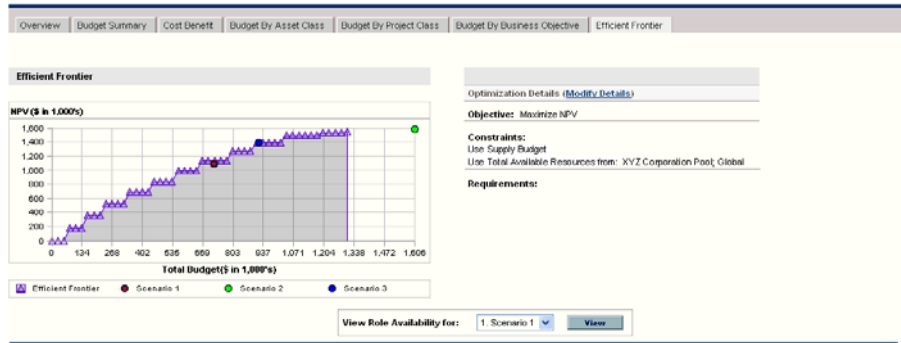 Overview Budget Summary Cost Benefit Budget By Asset Class Budget By Project Class Budget By Business Objective Efficient Frontier
Efficient Frontier
NPV ($ in 1,000's)
1,600
1,400
1,200
1,000
800
600
400
200
0
0 134 268 402 536 669 803 937 1,071 1,204 1,338 1,472 1,606
Total Budget($ in 1,000's)
Efficient Frontier Scenario 1 Scenario 2 Scenario 3
Optimization Details (Modify Details)
Objective: Maximize NPV
Constraints:
Use Supply Budget
Use Total Available Resources from: XYZ Corporation Pool; Global
Requirements:
View Role Availability for: 1. Scenario 1 View